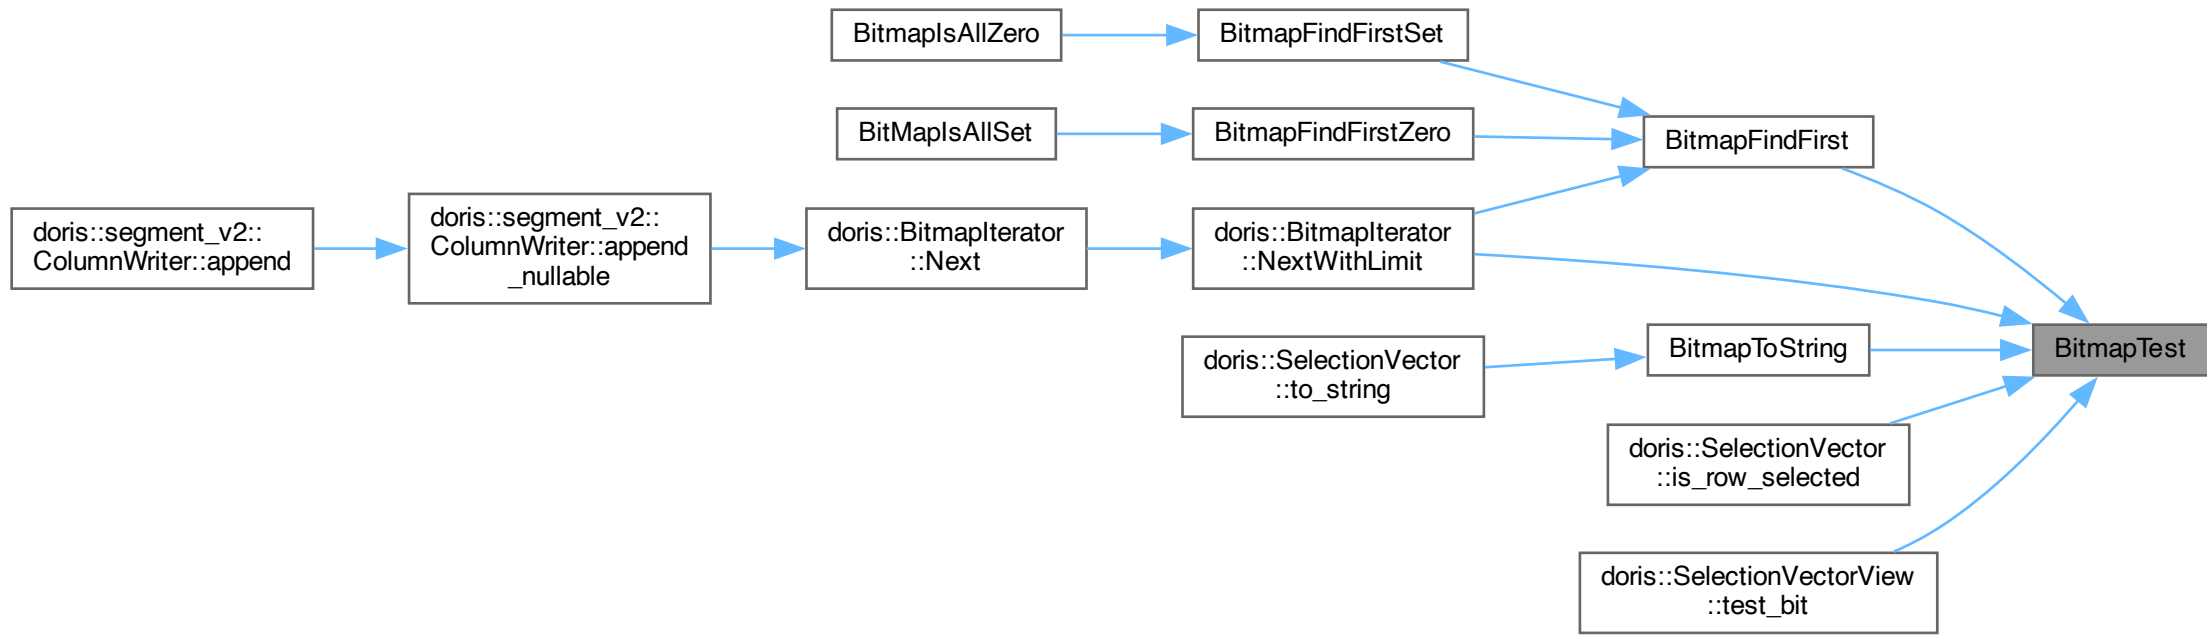 BitmapIsAllZero
BitmapFindFirstSet
BitMapIsAllSet
BitmapFindFirstZero
BitmapFindFirst
doris::segment_v2::
ColumnWriter::append
doris::segment_v2::
ColumnWriter::append
_nullable
doris::BitmapIterator
::Next
doris::BitmapIterator
::NextWithLimit
doris::SelectionVector
::to_string
BitmapToString
BitmapTest
doris::SelectionVector
::is_row_selected
doris::SelectionVectorView
::test_bit